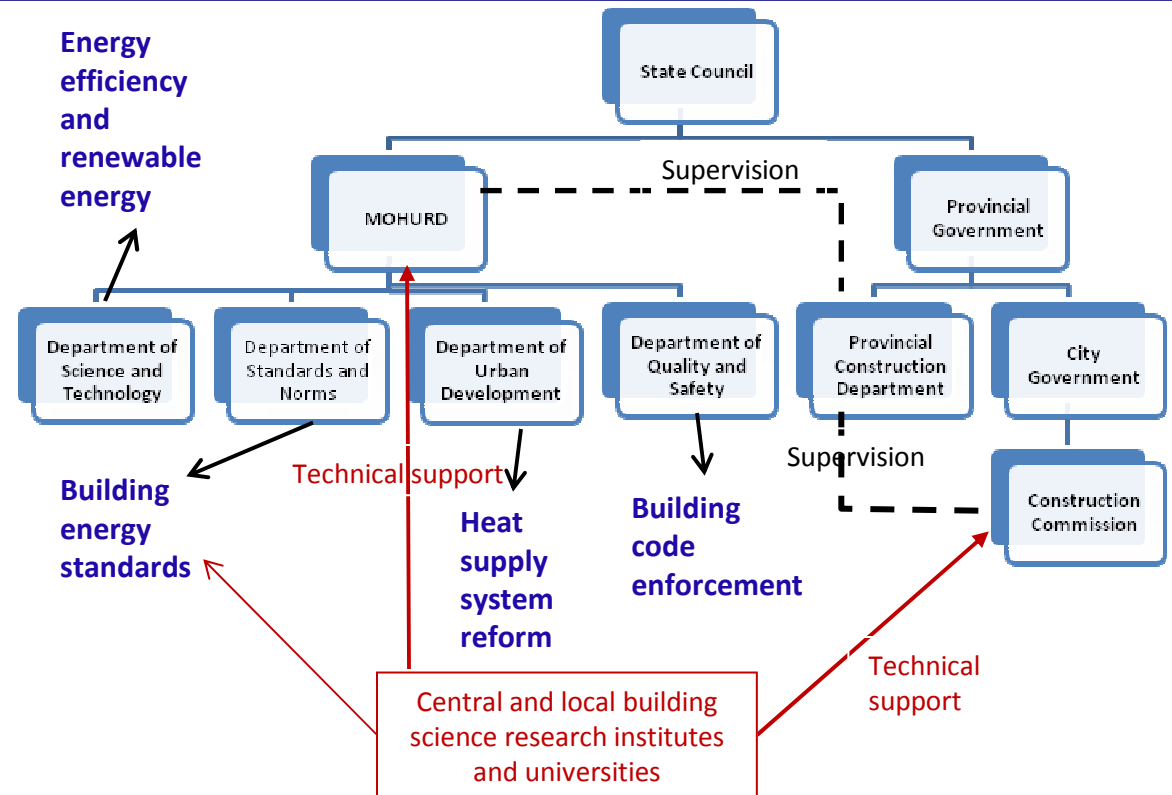 Energy
efficiency
and
renewable
energy
State Council
Supervision
MOHURD
Provincial
Government
Department of
Science and
Technology
Department of
Standards and
Norms
Department of
Urban
Development
Department of
Quality and
Safety
Provincial
Construction
Department
City
Government
Technical support
Supervision
Building
energy
standards
Heat
supply
system
reform
Building
code
enforcement
Construction
Commission
Technical
support
Central and local building
science research institutes
and universities